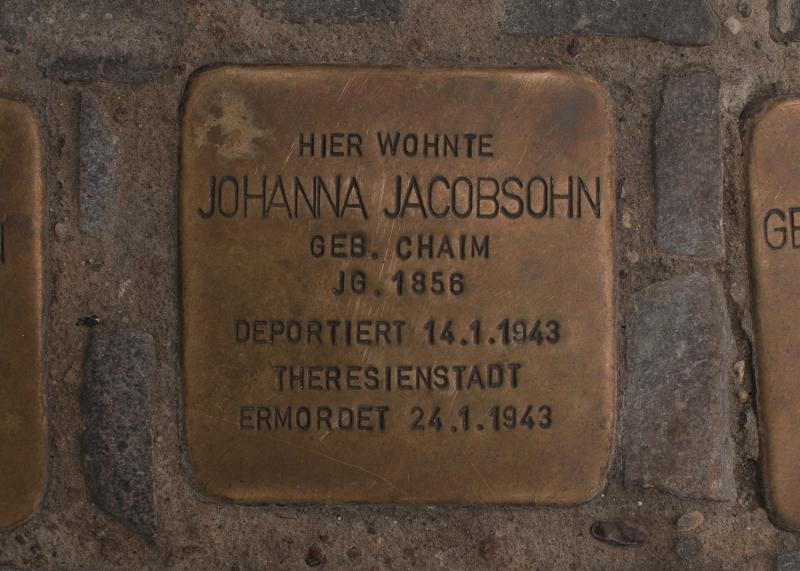 HIER WOHNTE
JOHANNA JACOBSOHN
GEB. CHAIM
JG. 1856
DEPORTIERT 14.1.1943
THERESIENSTADT
ERMORDET 24.1.1943